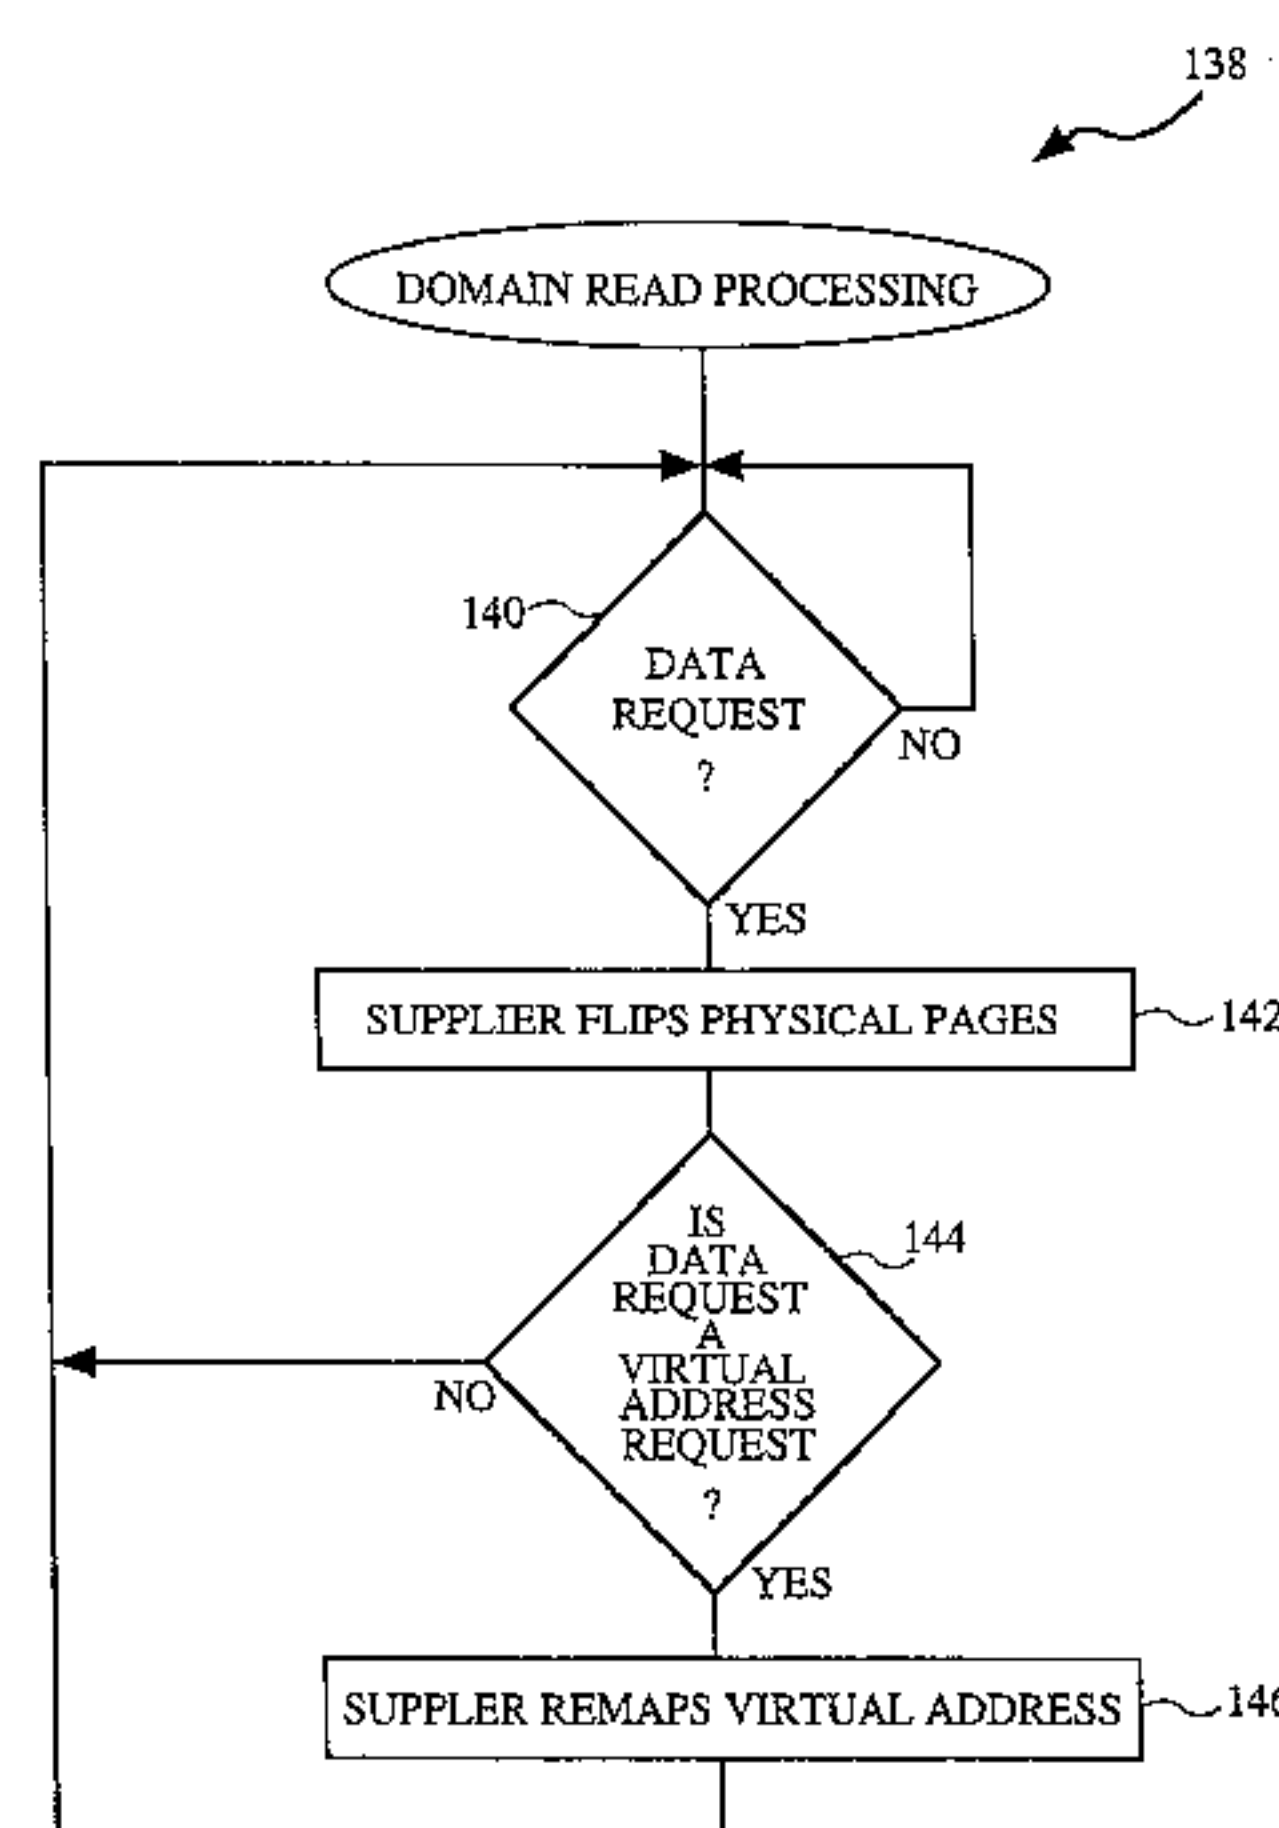 138
DOMAIN READ PROCESSING
140
DATA
REQUEST
?
NO
YES
SUPPLIER FLIPS PHYSICAL PAGES
142
IS
DATA
REQUEST
A
VIRTUAL
ADDRESS
REQUEST
?
144
NO
YES
SUPPLER REMAPS VIRTUAL ADDRESS
146